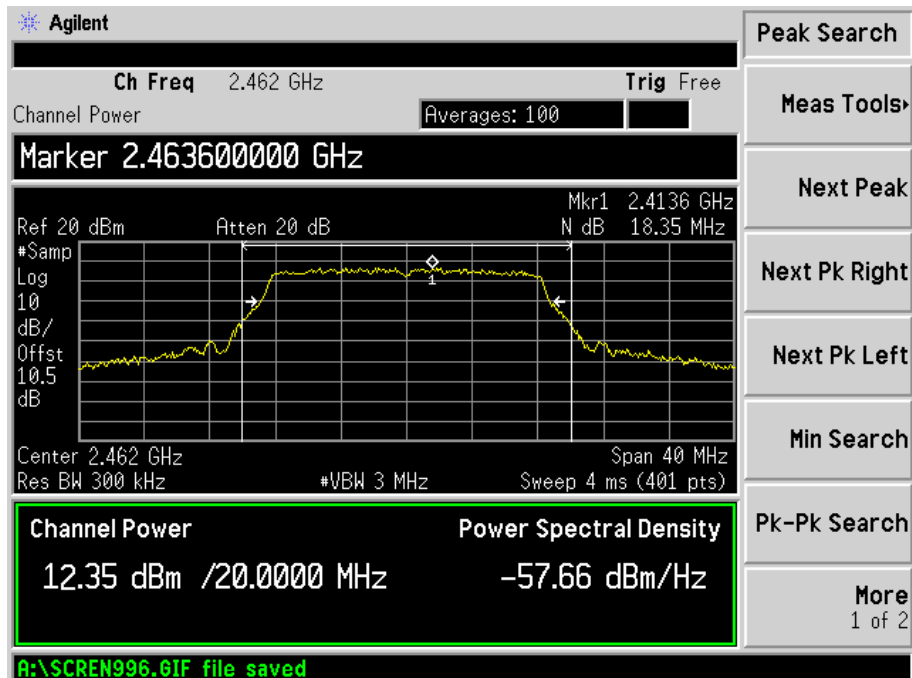 Agilent
Peak Search
Ch Freq 2.462 GHz Trig Free
Channel Power Averages: 100
Meas Tools
Marker 2.463600000 GHz
Next Peak
Mkr1 2.4136 GHz
Ref 20 dBm Atten 20 dB N dB 18.35 MHz
#Samp
Log
10
dB/
Offst
10.5
dB
1
Next Pk Right
Next Pk Left
Center 2.462 GHz Span 40 MHz
Res BW 300 kHz #VBW 3 MHz Sweep 4 ms (401 pts)
Min Search
Channel Power Power Spectral Density
12.35 dBm /20.0000 MHz -57.66 dBm/Hz
Pk-Pk Search
More
1 of 2
A:\SCREN996.GIF file saved